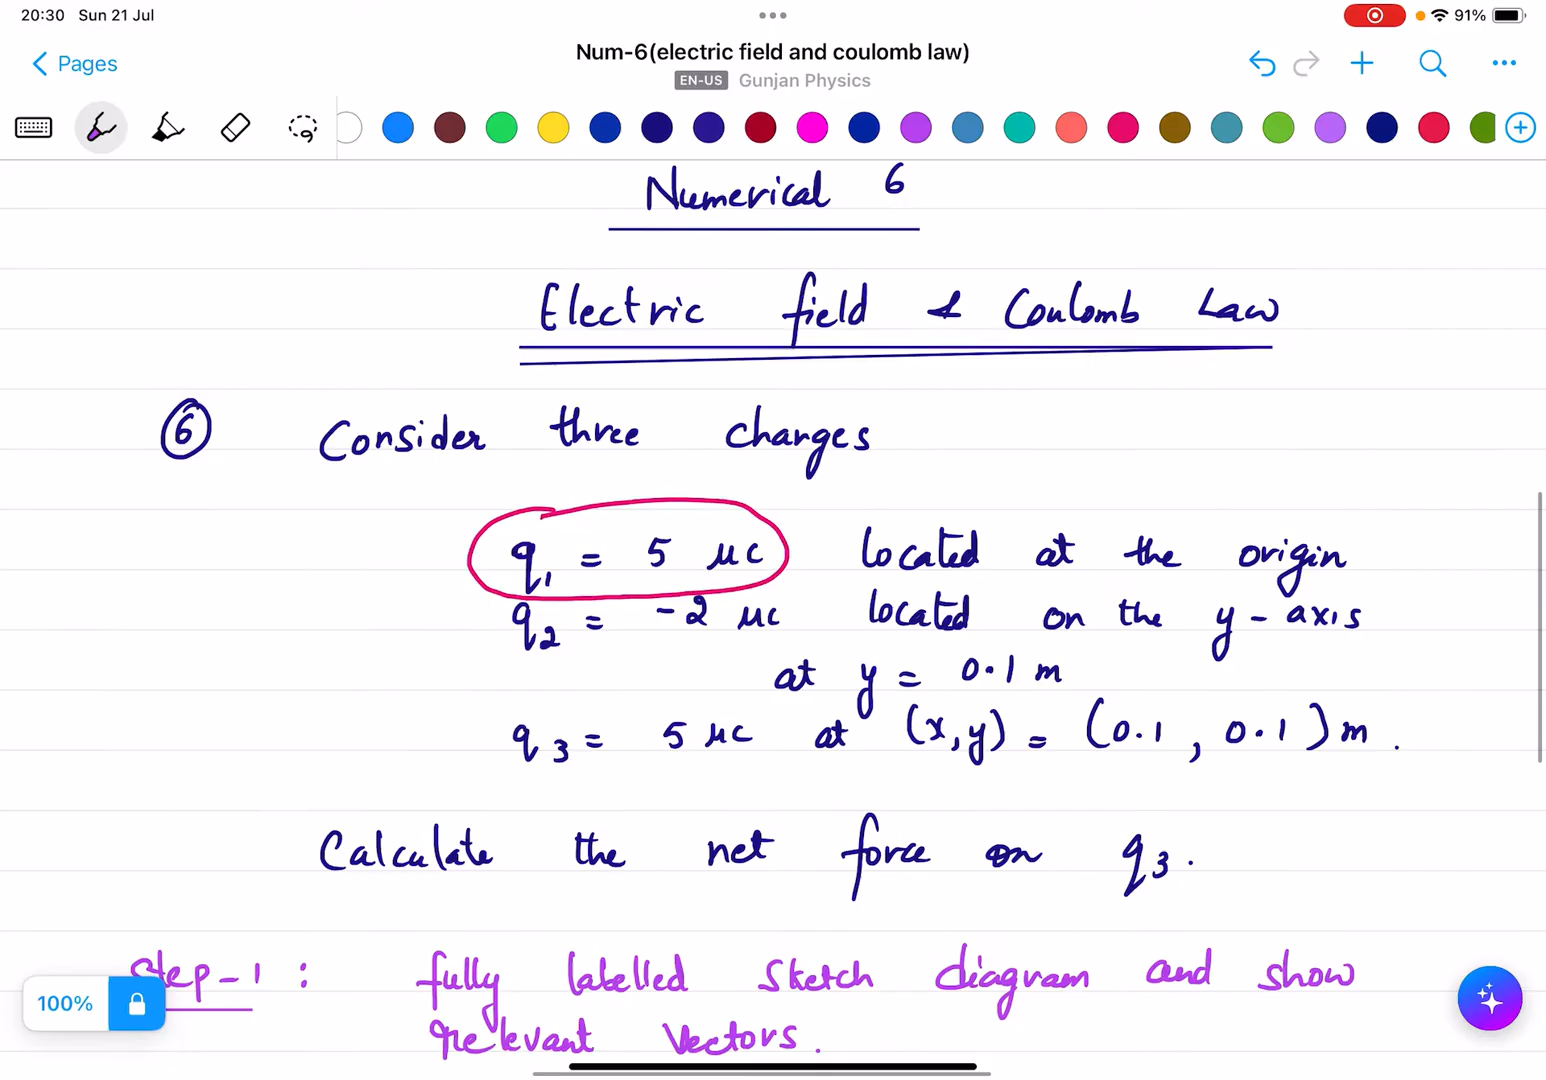 20:30 Sun 21 Jul
91%
Num-6(electric field and coulomb law)
Pages
EN-US Gunjan Physics
Numerical 6
Electric field & Coulomb Law
⑥ Consider three charges
q₁ = 5 μc located at the origin
q₂ = -2 μc located on the y-axis
at y = 0.1 m
q₃ = 5 μc at (x,y) = (0.1, 0.1) m.
Calculate the net force on q₃.
Step-1: fully labelled sketch diagram and show
relevant vectors.
100%